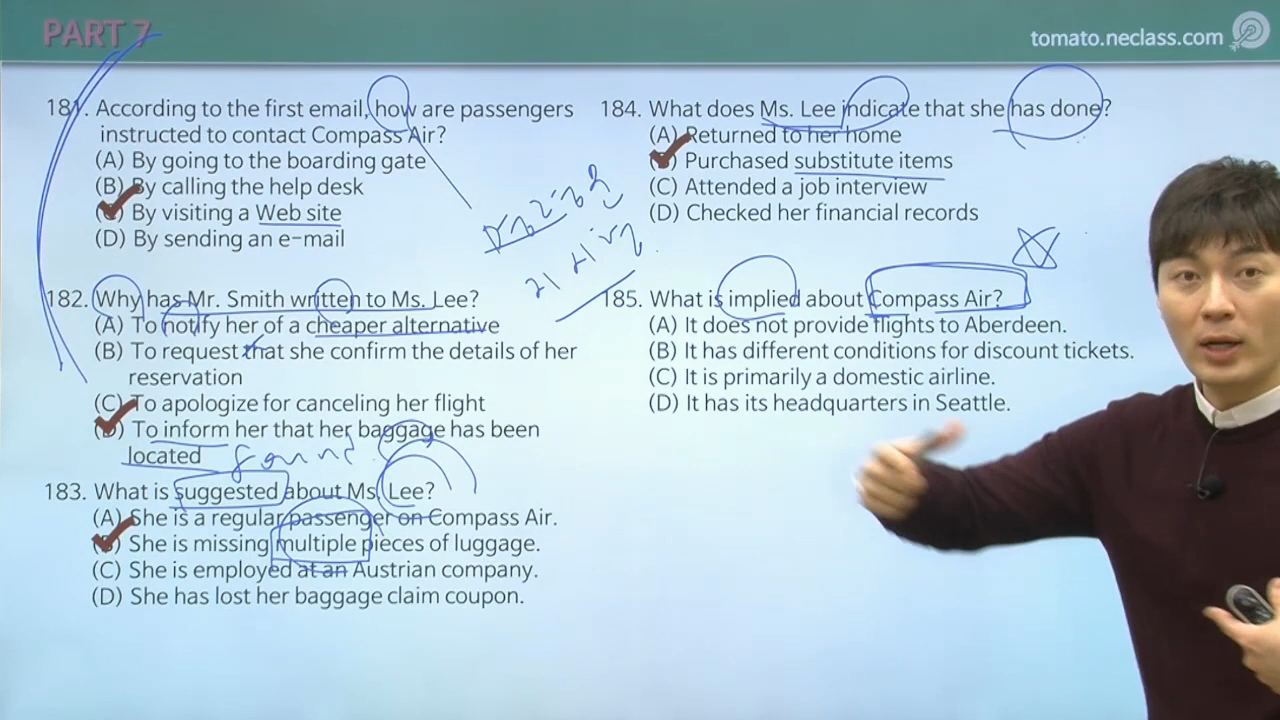 PART 7
tomato.neclass.com
181. According to the first email, how are passengers
instructed to contact Compass Air?
(A) By going to the boarding gate
(B) By calling the help desk
(C) By visiting a Web site
(D) By sending an e-mail
182. Why has Mr. Smith written to Ms. Lee?
(A) To notify her of a cheaper alternative
(B) To request that she confirm the details of her
reservation
(C) To apologize for canceling her flight
(D) To inform her that her baggage has been
located
found
183. What is suggested about Ms. Lee?
(A) She is a regular passenger on Compass Air.
(B) She is missing multiple pieces of luggage.
(C) She is employed at an Austrian company.
(D) She has lost her baggage claim coupon.
184. What does Ms. Lee indicate that she has done?
(A) Returned to her home
(B) Purchased substitute items
(C) Attended a job interview
(D) Checked her financial records
185. What is implied about Compass Air?
(A) It does not provide flights to Aberdeen.
(B) It has different conditions for discount tickets.
(C) It is primarily a domestic airline.
(D) It has its headquarters in Seattle.